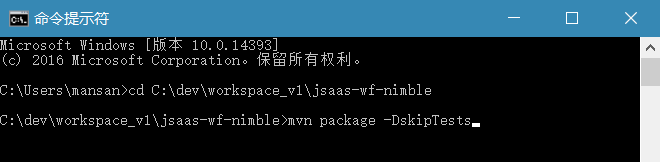 命令提示符
Microsoft Windows [版本 10.0.14393]
(c) 2016 Microsoft Corporation。保留所有权利。
C:\Users\mansan>cd C:\dev\workspace_v1\jsaas-wf-nimble
C:\dev\workspace_v1\jsaas-wf-nimble>mvn package -DskipTests